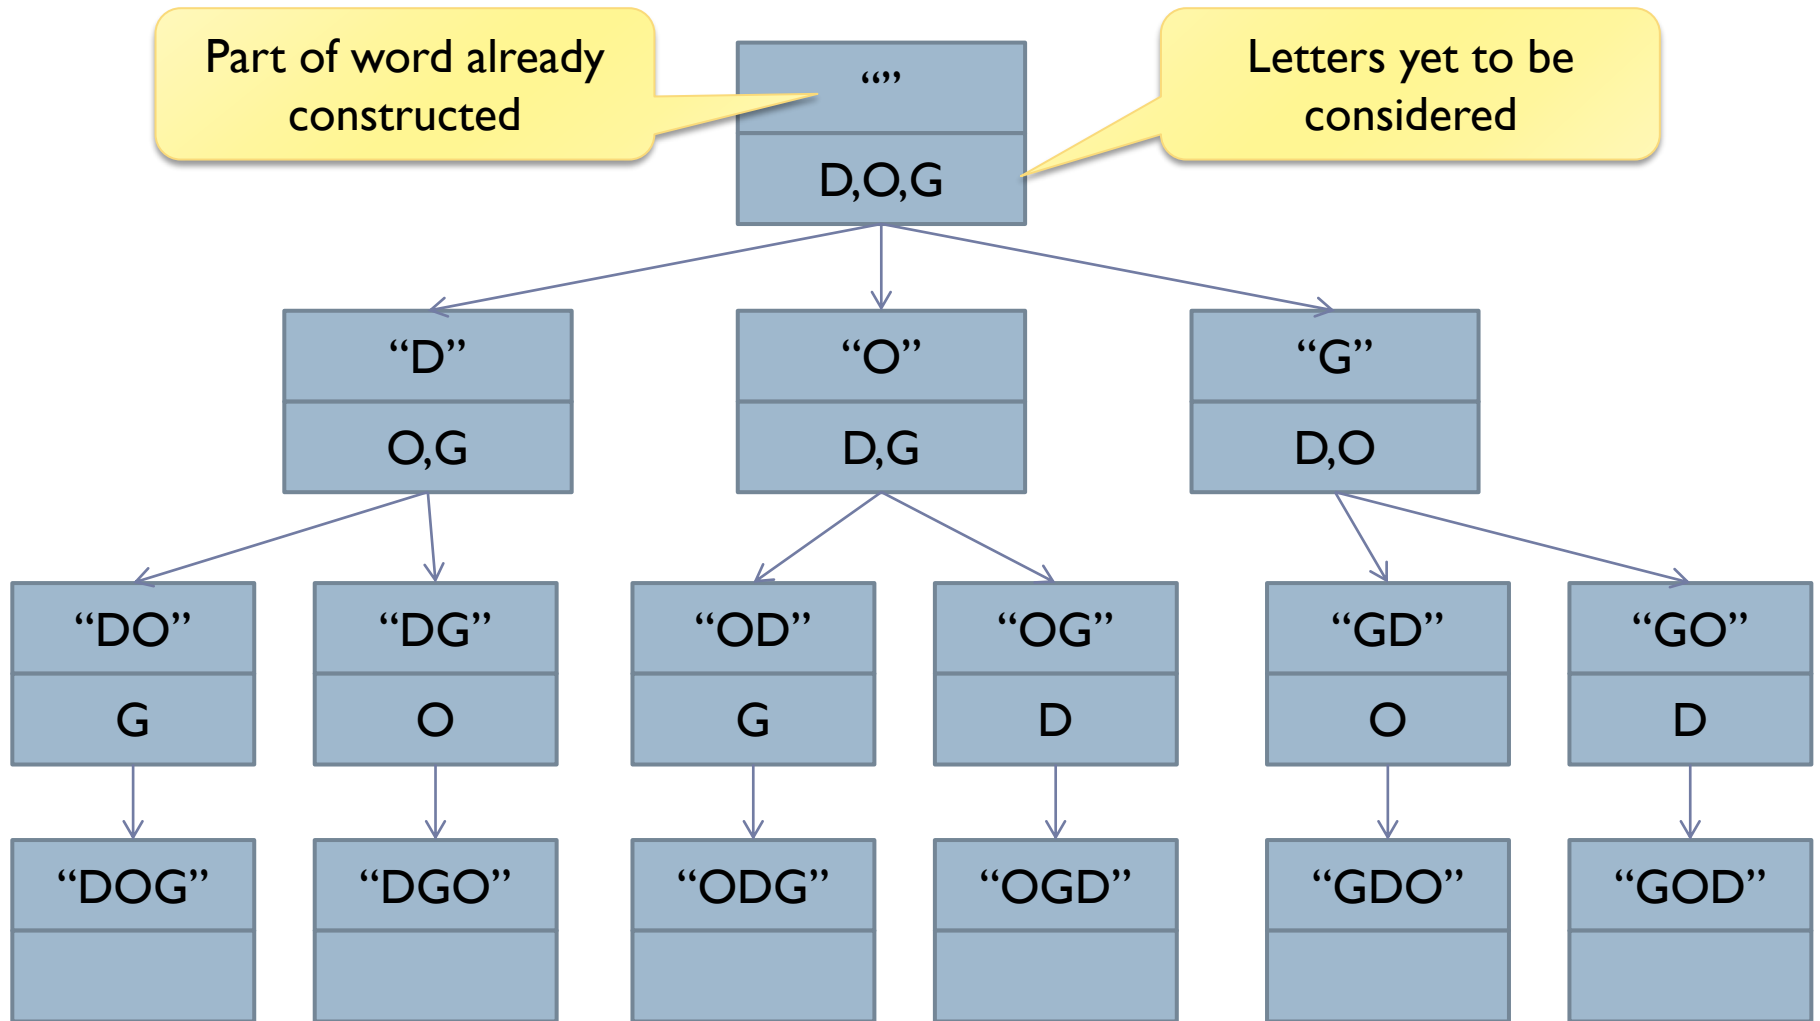 Part of word already
constructed
“”
D,O,G
Letters yet to be
considered
“D”
O,G
“O”
D,G
“G”
D,O
“DO”
G
“DG”
O
“OD”
G
“OG”
D
“GD”
O
“GO”
D
“DOG”
“DGO”
“ODG”
“OGD”
“GDO”
“GOD”